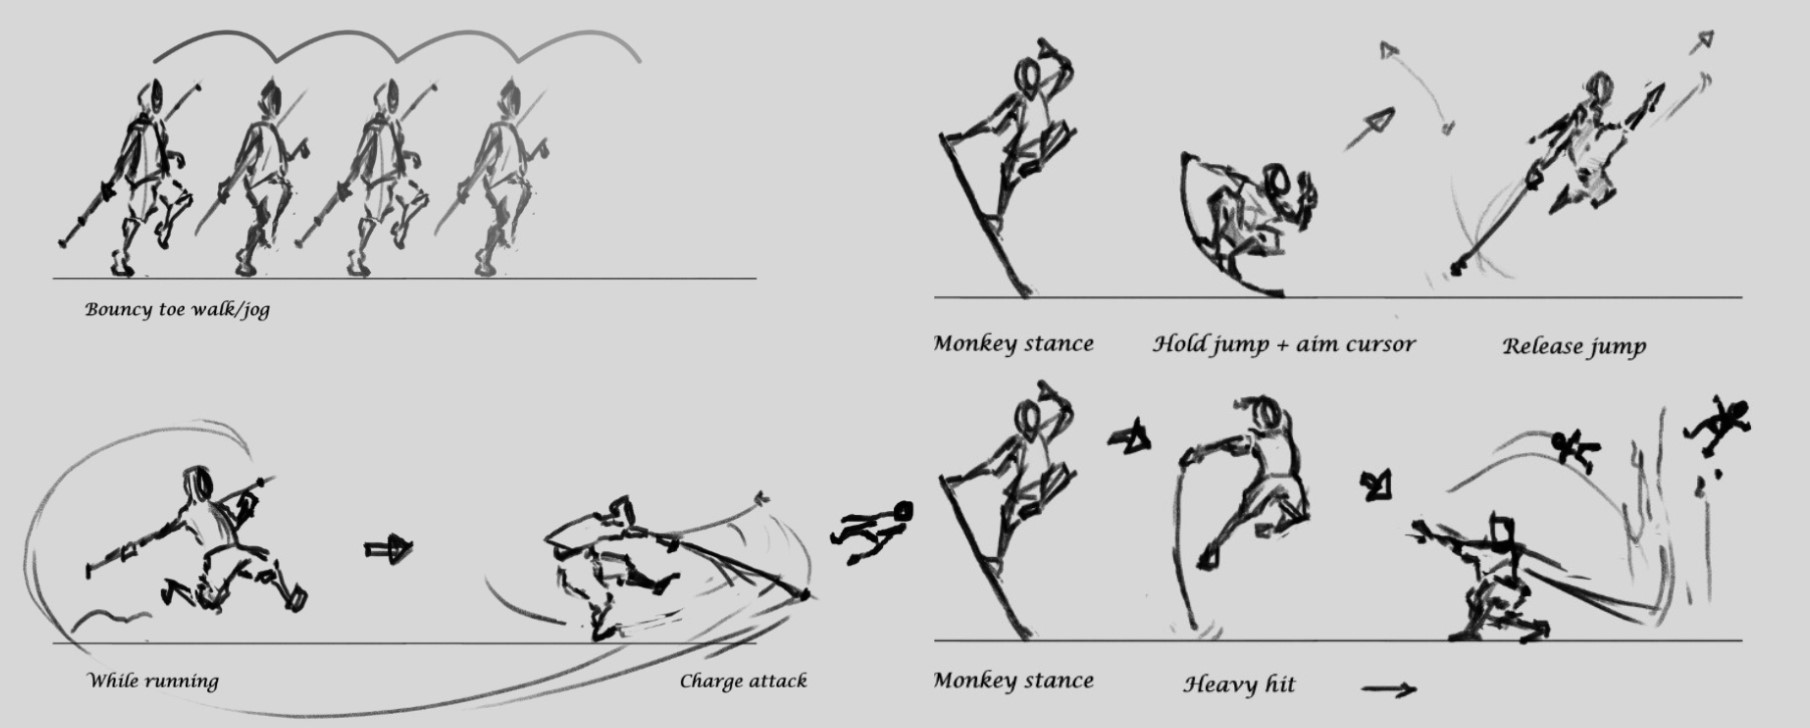 Bouncy toe walk/jog
Monkey stance
Hold jump + aim cursor
Release jump
While running
Charge attack
Monkey stance
Heavy hit